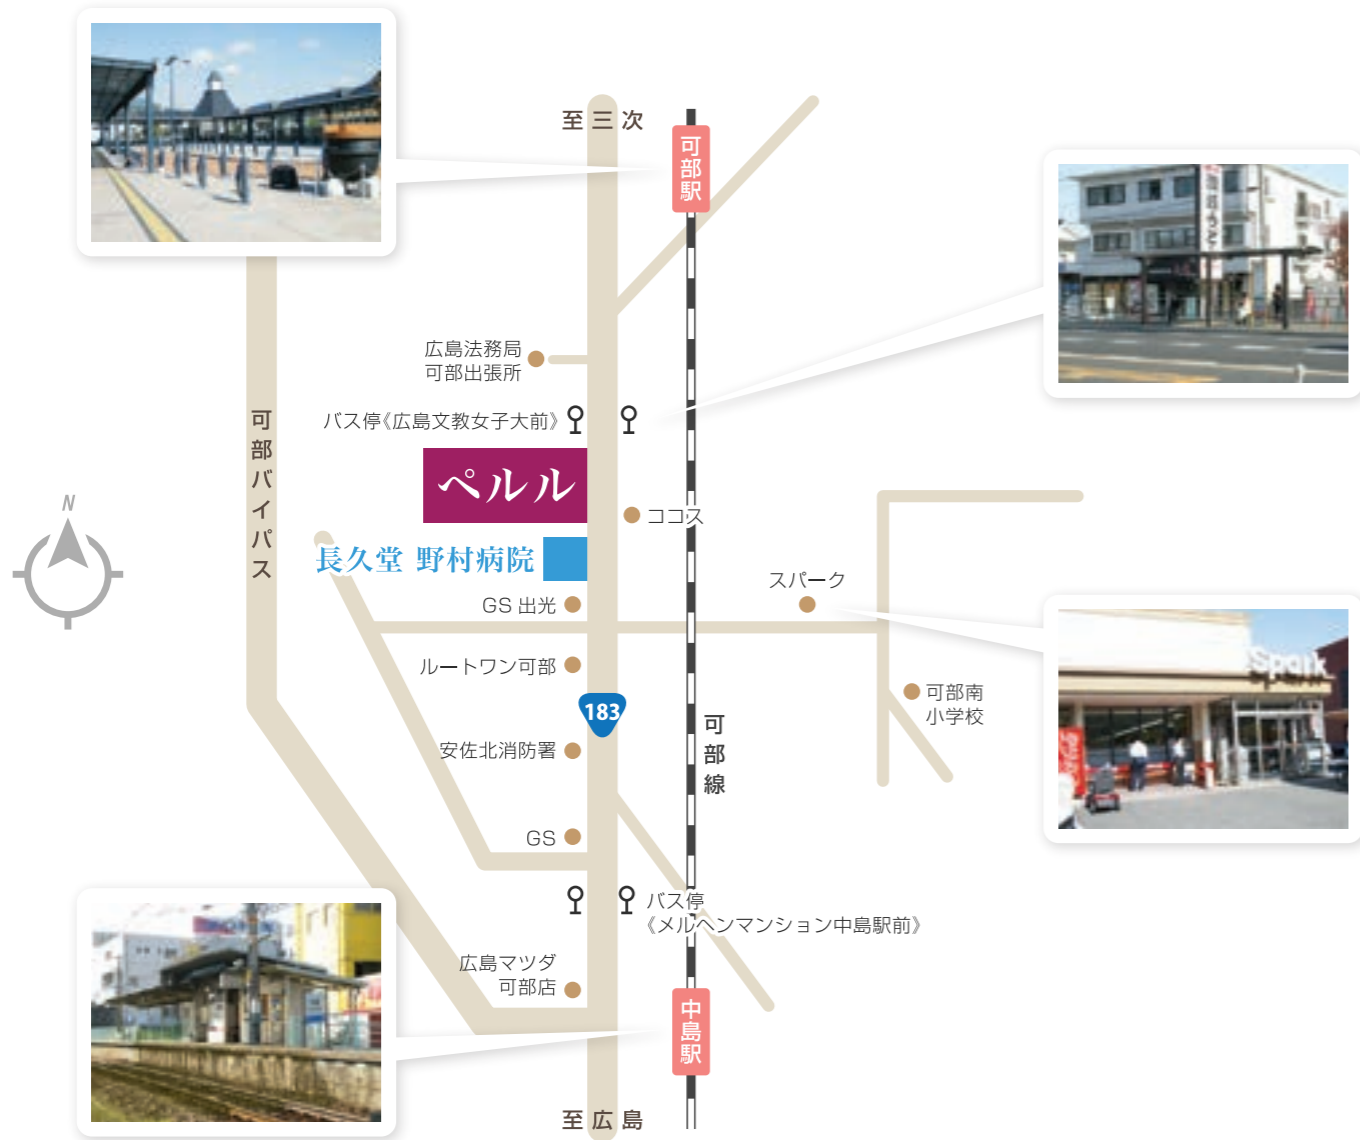 至三次
可部駅
広島法務局
可部出張所
バス停《広島文教女子大前》
ペルル
可部バイパス
N
ココス
長久堂 野村病院
スパーク
GS 出光
Spark
ルートワン可部
可部南
小学校
183
可部線
安佐北消防署
GS
バス停
《メルヘンマンション中島駅前》
広島マツダ
可部店
中島駅
至広島